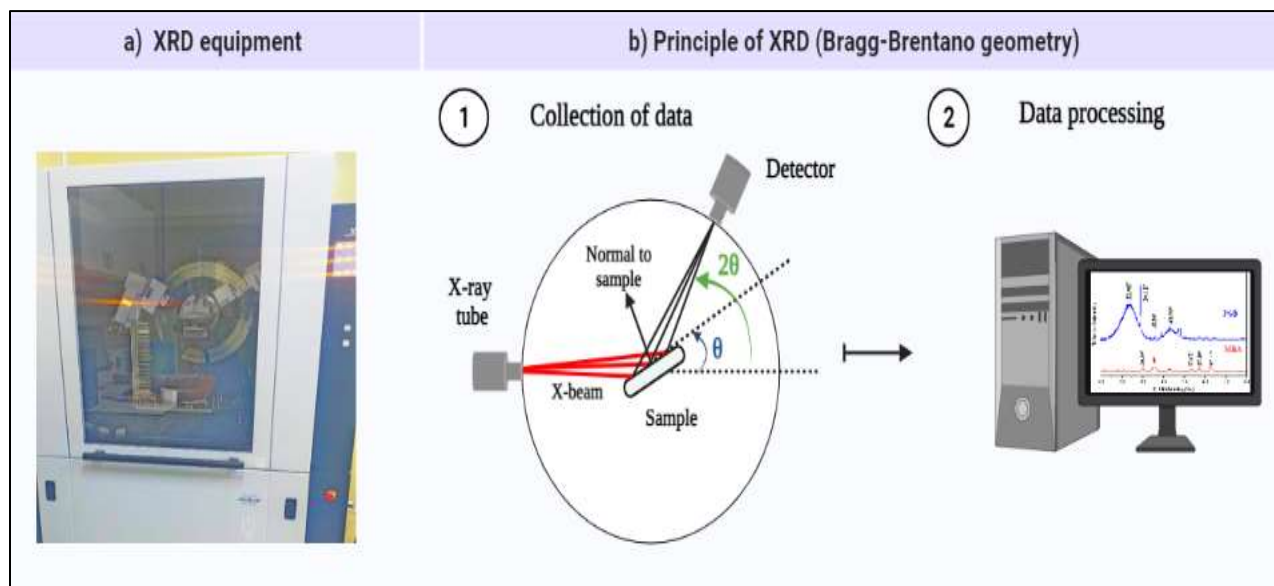 a) XRD equipment
b) Principle of XRD (Bragg-Brentano geometry)
1
Collection of data
2
Data processing
Detector
Normal to
sample
2θ
X-ray
tube
θ
X-beam
Sample